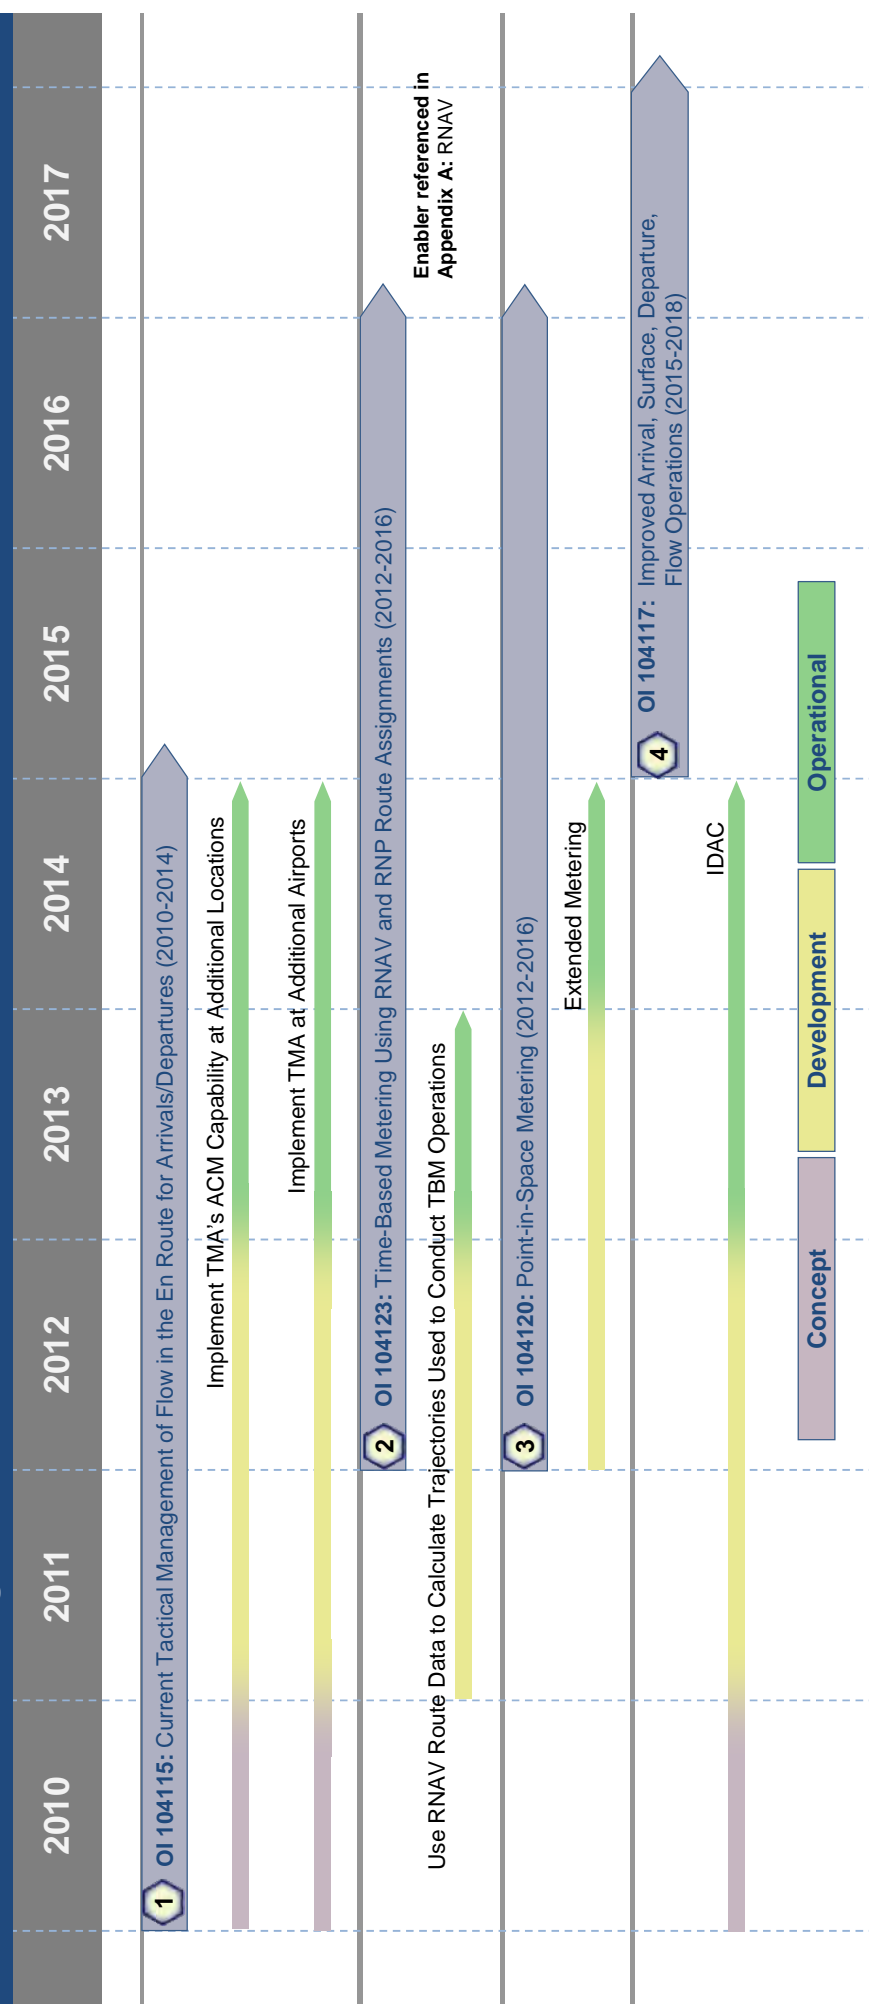 2010 2011 2012 2013 2014 2015 2016 2017
1 OI 104115: Current Tactical Management of Flow in the En Route for Arrivals/Departures (2010-2014)
Implement TMA's ACM Capability at Additional Locations
Implement TMA at Additional Airports
2 OI 104123: Time-Based Metering Using RNAV and RNP Route Assignments (2012-2016)
Enabler referenced in
Appendix A: RNAV
Use RNAV Route Data to Calculate Trajectories Used to Conduct TBM Operations
3 OI 104120: Point-in-Space Metering (2012-2016)
Extended Metering
4 OI 104117: Improved Arrival, Surface, Departure,
Flow Operations (2015-2018)
IDAC
Concept Development Operational